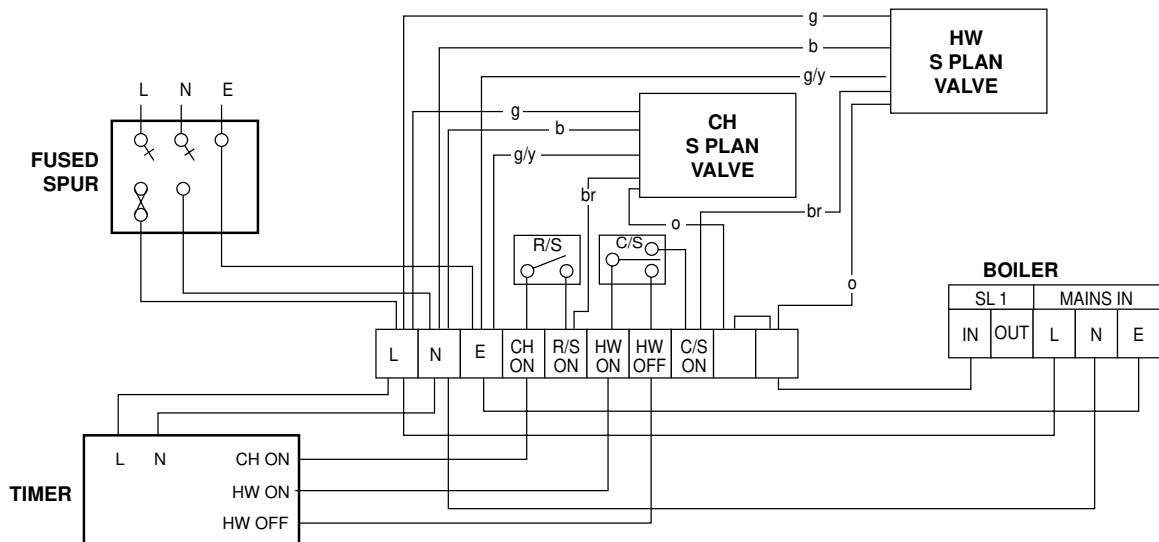 g
HW
S PLAN
VALVE
b
g/y
L N E
g
CH
S PLAN
VALVE
b
g/y
FUSED
SPUR
br
br
o
R/S
C/S
o
BOILER
SL 1 MAINS IN
IN OUT L N E
L N E CH ON R/S ON HW ON HW OFF C/S ON
L N CH ON
TIMER
HW ON
HW OFF